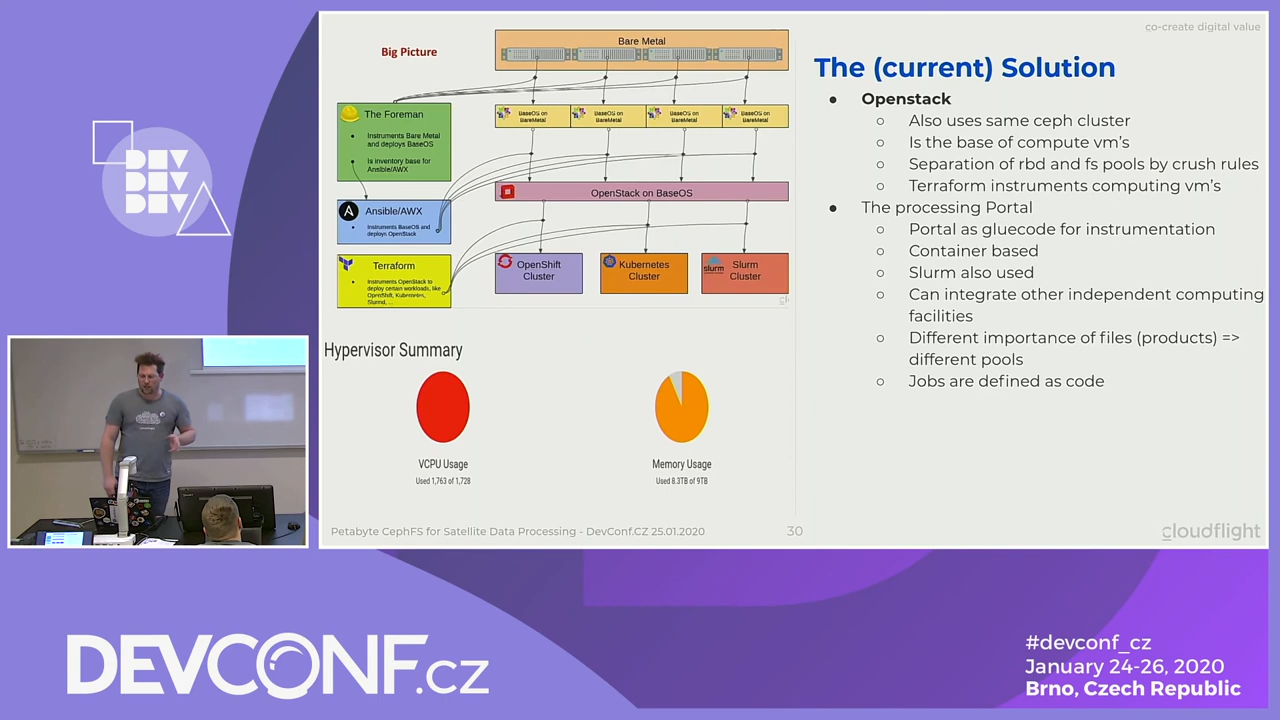 co-create digital value
Big Picture
Bare Metal
The Foreman
Instruments Bare Metal
and deploys BaseOS
Is inventory base for
Ansible/AWX
BaseOS on
BareMetal
BaseOS on
BareMetal
BaseOS on
BareMetal
BaseOS on
BareMetal
OpenStack on BaseOS
Ansible/AWX
Instruments BaseOS and
deploys OpenStack
Terraform
Instruments OpenStack to
deploy certain workloads, like
OpenShift, Kubernetes,
Slurmd, ...
OpenShift
Cluster
Kubernetes
Cluster
slurm
Slurm
Cluster
Hypervisor Summary
VCPU Usage
Used 1,763 of 1,728
Memory Usage
Used 8.3TB of 9TB
The (current) Solution
Openstack
Also uses same ceph cluster
Is the base of compute vm's
Separation of rbd and fs pools by crush rules
Terraform instruments computing vm's
The processing Portal
Portal as gluecode for instrumentation
Container based
Slurm also used
Can integrate other independent computing
facilities
Different importance of files (products) =>
different pools
Jobs are defined as code
Petabyte CephFS for Satellite Data Processing - DevConf.CZ 25.01.2020
30
cloudflight
DEV
DEV
DEV
DEVCONF.cz
#devconf_cz
January 24-26, 2020
Brno, Czech Republic